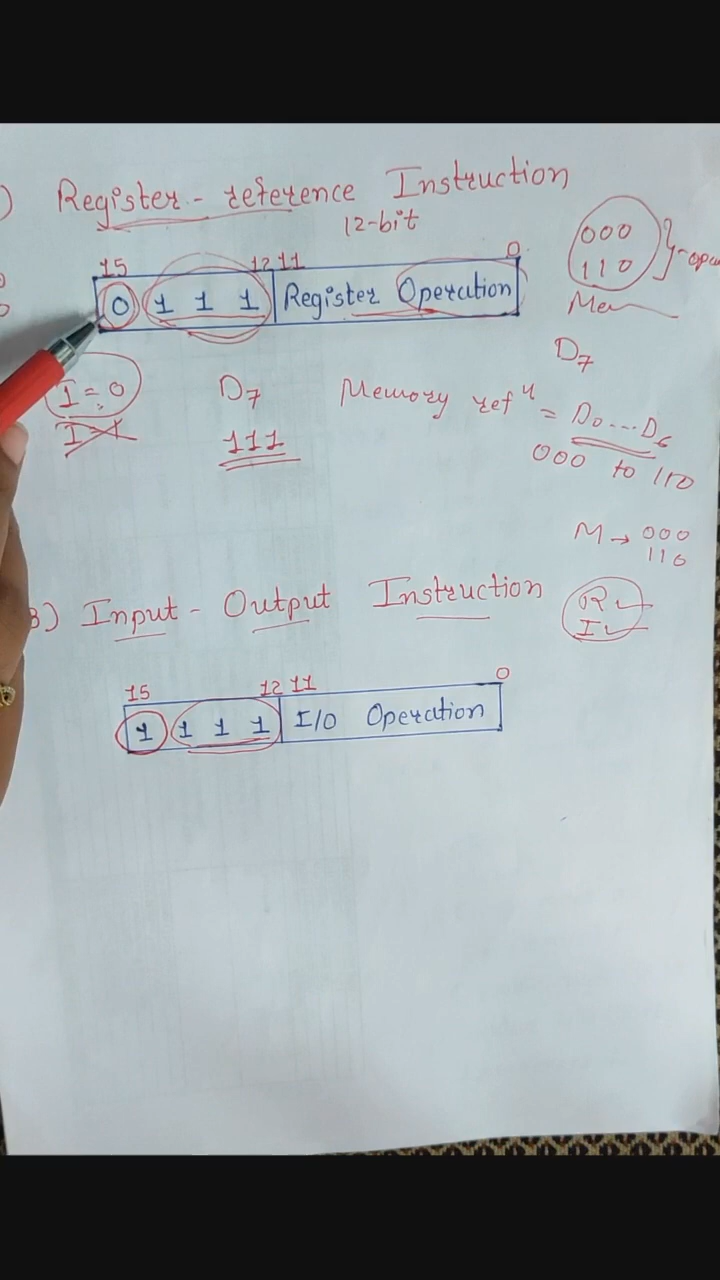 ) Register - reference Instruction
12-bit
15 12 11 0
0 1 1 1 Register Operation
000
110
I = 0
I=1
D7
111
Memory ref = D0...D6
000 to 110
D7
M → 000
110
3) Input - Output Instruction
R
I
15 12 11 0
1 1 1 1 I/O Operation